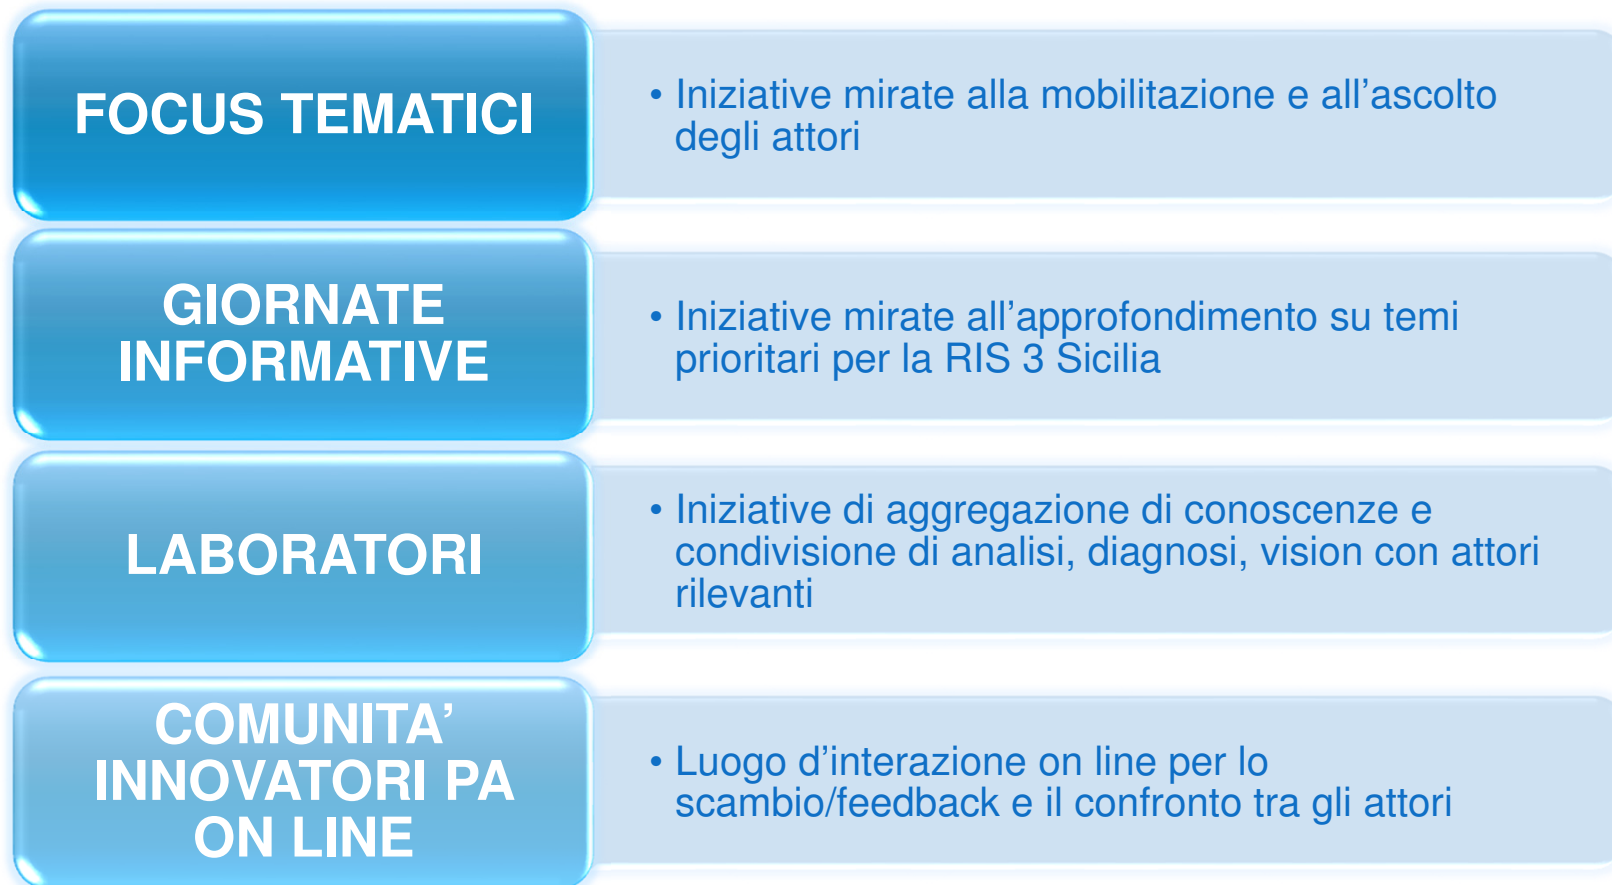 FOCUS TEMATICI
• Iniziative mirate alla mobilitazione e all’ascolto
degli attori
GIORNATE
INFORMATIVE
• Iniziative mirate all’approfondimento su temi
prioritari per la RIS 3 Sicilia
LABORATORI
• Iniziative di aggregazione di conoscenze e
condivisione di analisi, diagnosi, vision con attori
rilevanti
COMUNITA’
INNOVATORI PA
ON LINE
• Luogo d’interazione on line per lo
scambio/feedback e il confronto tra gli attori